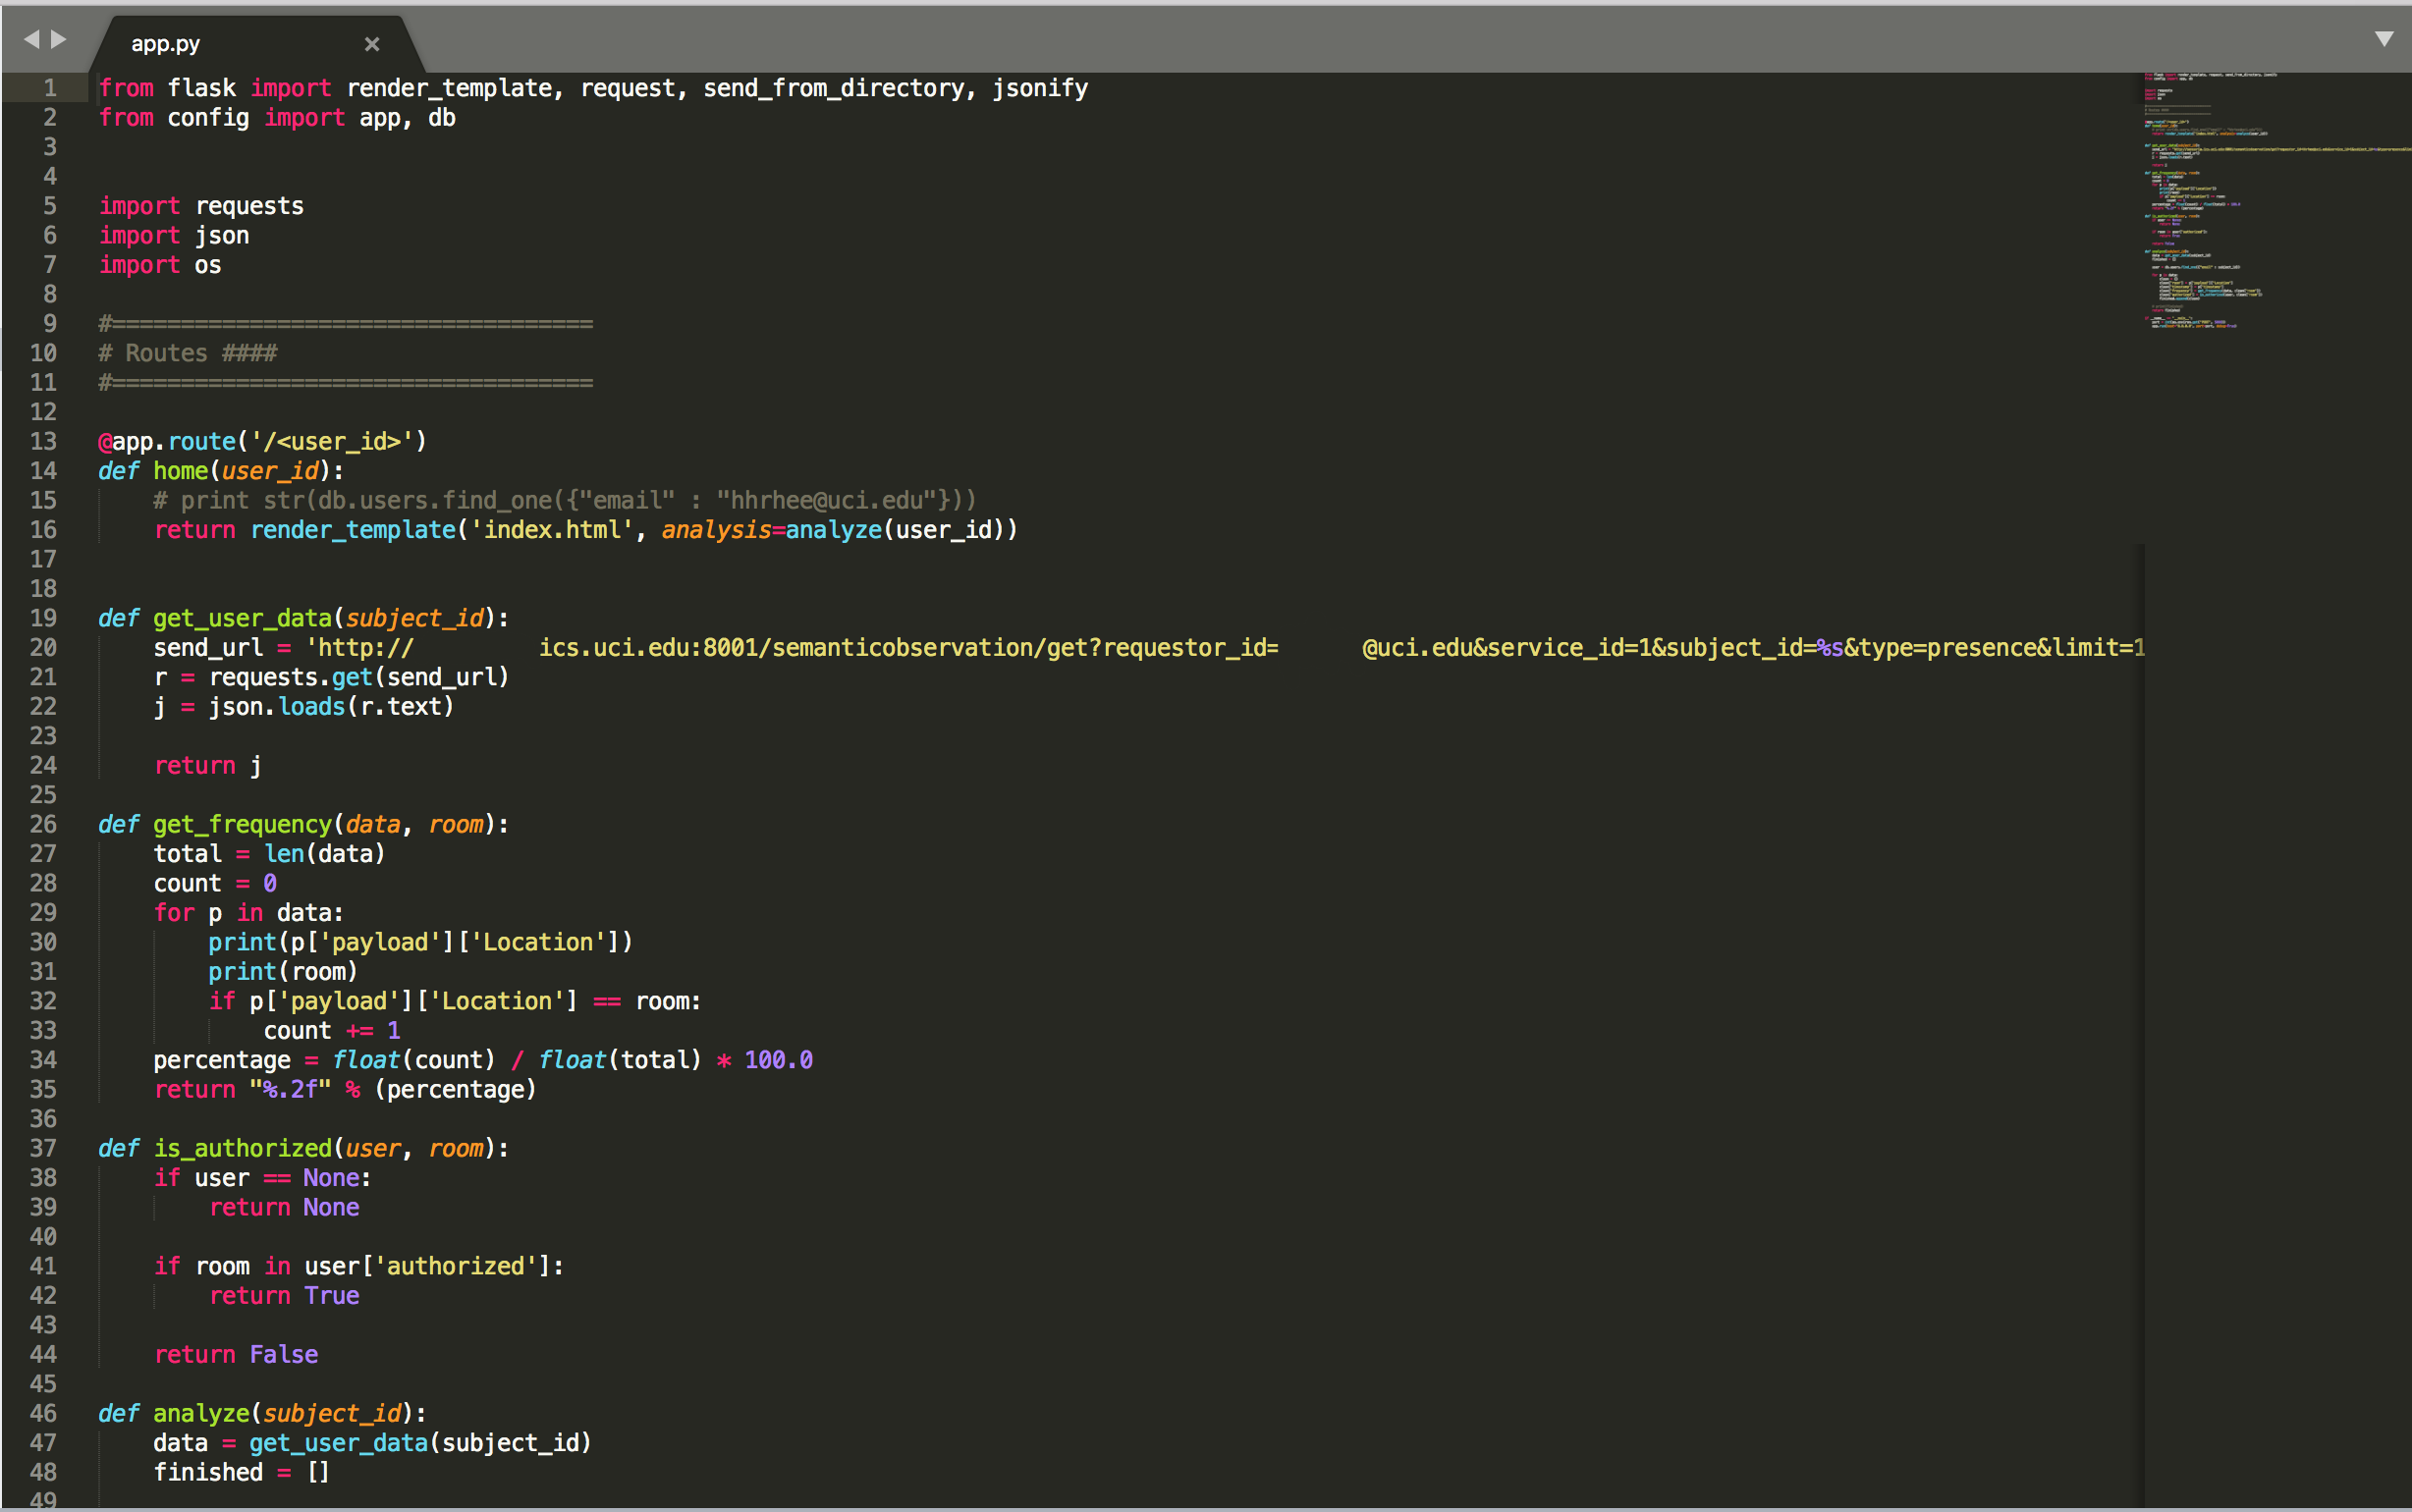 app.py ×
1 from flask import render_template, request, send_from_directory, jsonify
2 from config import app, db
3
4
5 import requests
6 import json
7 import os
8
9 #===================================
10 # Routes ####
11 #===================================
12
13 @app.route('/<user_id>')
14 def home(user_id):
15     # print str(db.users.find_one({"email" : "hhrhee@uci.edu"}))
16     return render_template('index.html', analysis=analyze(user_id))
17
18
19 def get_user_data(subject_id):
20     send_url = 'http://         ics.uci.edu:8001/semanticobservation/get?requestor_id=      @uci.edu&service_id=1&subject_id=%s&type=presence&limit=1
21     r = requests.get(send_url)
22     j = json.loads(r.text)
23
24     return j
25
26 def get_frequency(data, room):
27     total = len(data)
28     count = 0
29     for p in data:
30         print(p['payload']['Location'])
31         print(room)
32         if p['payload']['Location'] == room:
33             count += 1
34     percentage = float(count) / float(total) * 100.0
35     return "%.2f" % (percentage)
36
37 def is_authorized(user, room):
38     if user == None:
39         return None
40
41     if room in user['authorized']:
42         return True
43
44     return False
45
46 def analyze(subject_id):
47     data = get_user_data(subject_id)
48     finished = []
49